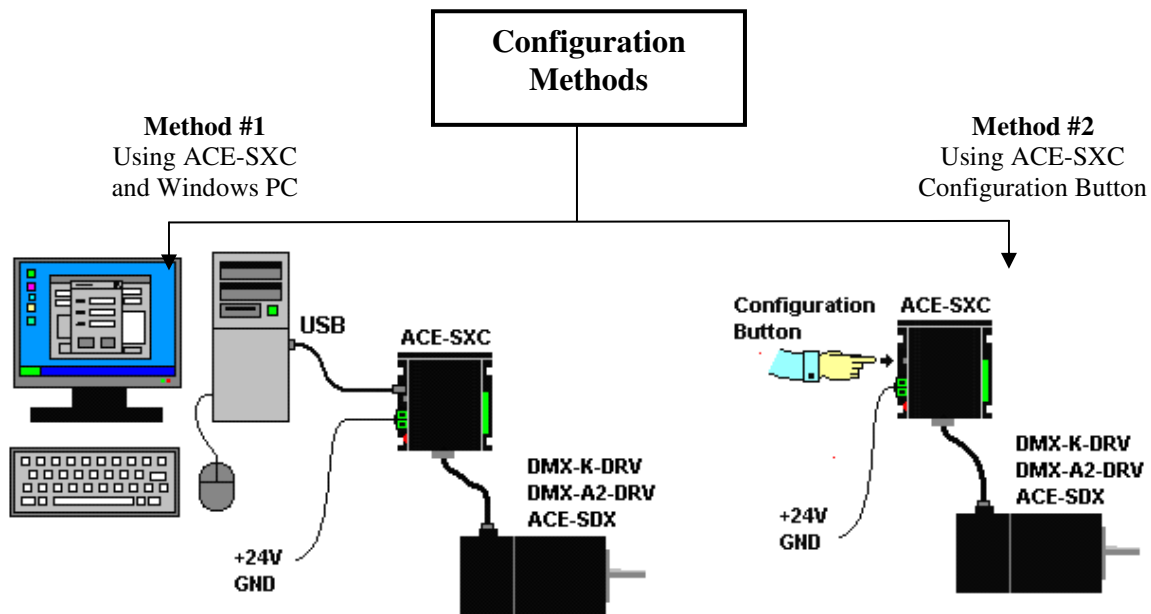 Configuration
Methods
Method #1
Using ACE-SXC
and Windows PC
Method #2
Using ACE-SXC
Configuration Button
USB
ACE-SXC
+24V
GND
DMX-K-DRV
DMX-A2-DRV
ACE-SDX
Configuration
Button
ACE-SXC
+24V
GND
DMX-K-DRV
DMX-A2-DRV
ACE-SDX